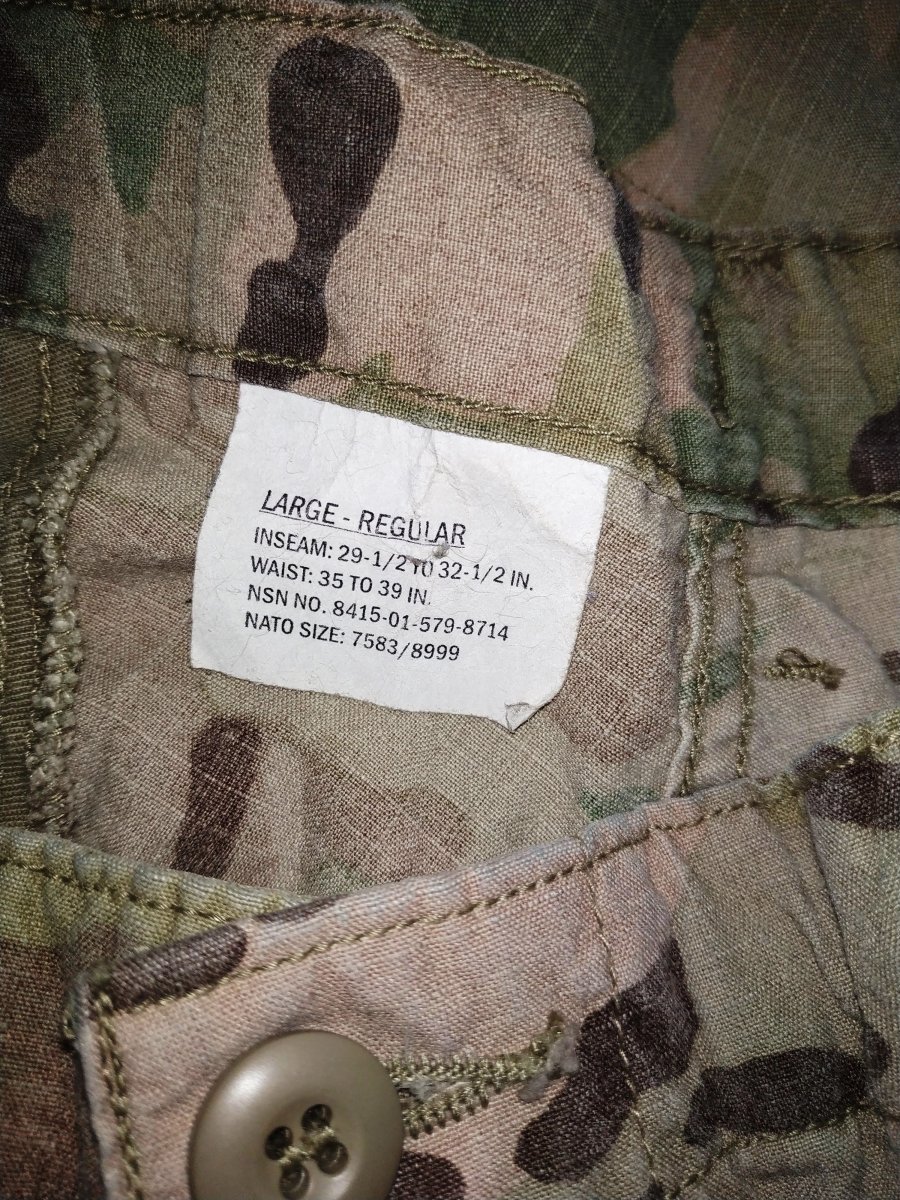 LARGE - REGULAR
INSEAM: 29-1/2 TO 32-1/2 IN.
WAIST: 35 TO 39 IN.
NSN NO. 8415-01-579-8714
NATO SIZE: 7583/8999